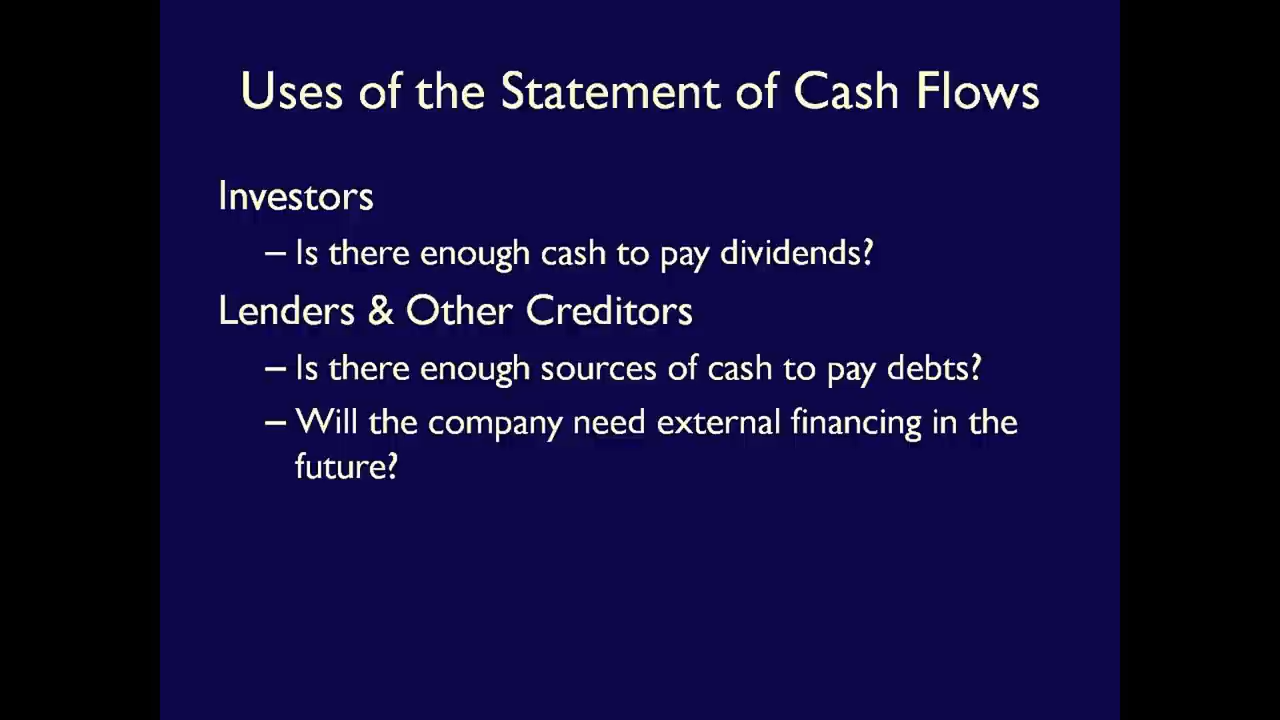 Uses of the Statement of Cash Flows
Investors
– Is there enough cash to pay dividends?
Lenders & Other Creditors
– Is there enough sources of cash to pay debts?
– Will the company need external financing in the
future?